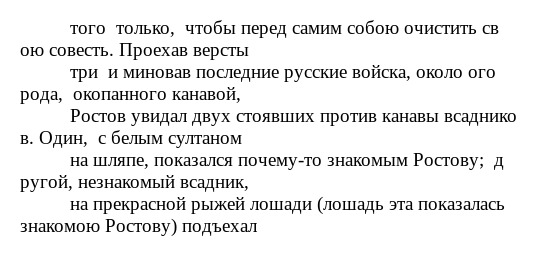 того  только,  чтобы перед самим собою очистить св
ою совесть. Проехав версты
три  и миновав последние русские войска, около ого
рода,  окопанного канавой,
Ростов увидал двух стоявших против канавы всаднико
в. Один,  с белым султаном
на шляпе, показался почему-то знакомым Ростову;  д
ругой, незнакомый всадник,
на прекрасной рыжей лошади (лошадь эта показалась
знакомою Ростову) подъехал